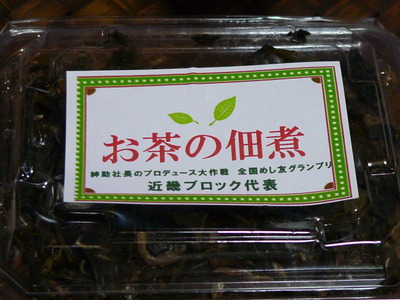 お茶の佃煮
紳助社長のプロデュース大作戦 全国めし友グランプリ
近畿ブロック代表